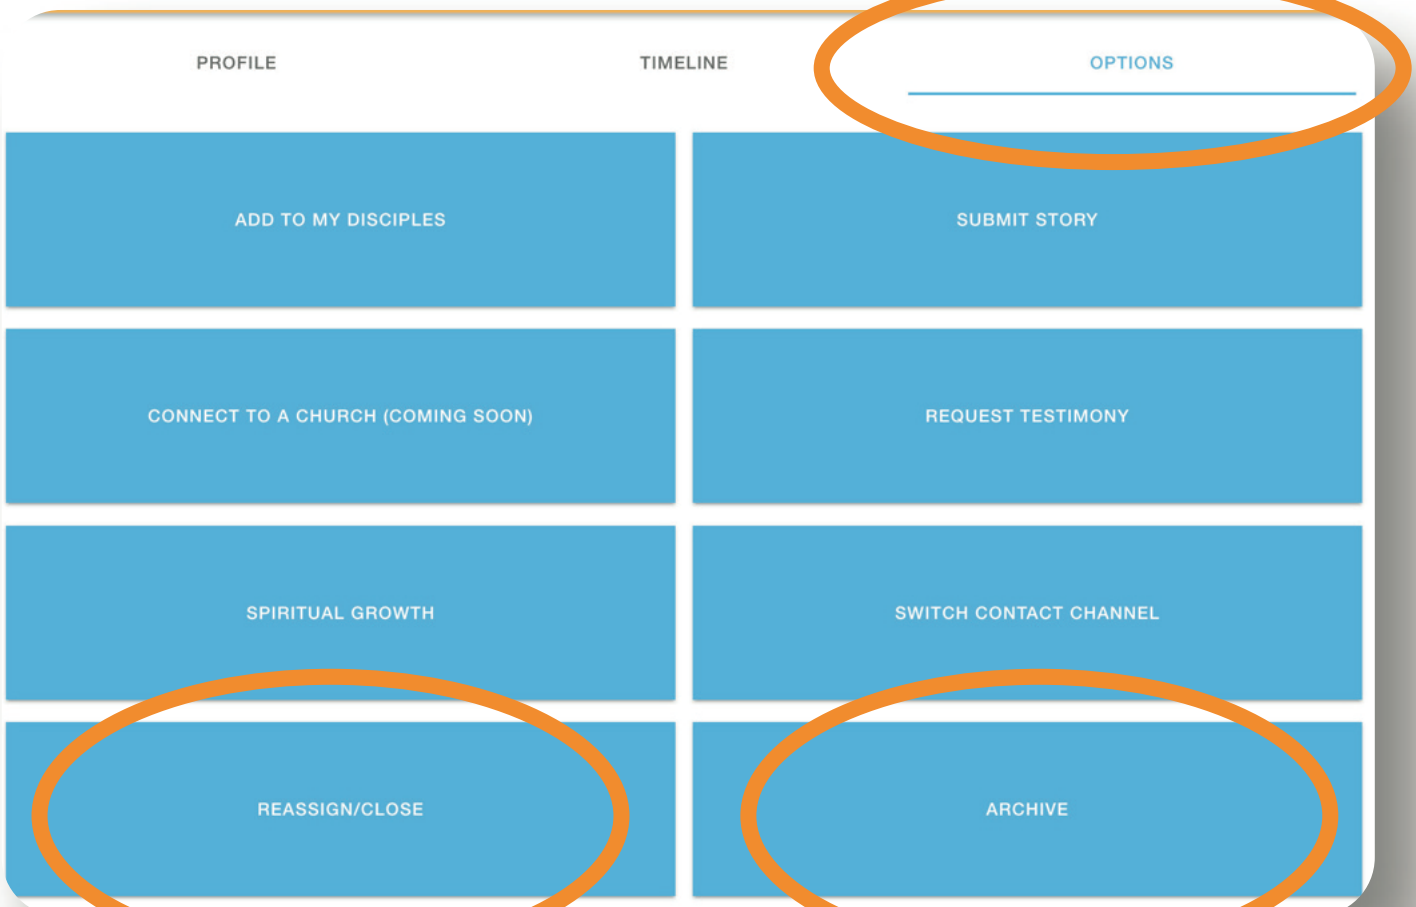 PROFILE TIMELINE OPTIONS
ADD TO MY DISCIPLES
SUBMIT STORY
CONNECT TO A CHURCH (COMING SOON)
REQUEST TESTIMONY
SPIRITUAL GROWTH
SWITCH CONTACT CHANNEL
REASSIGN/CLOSE
ARCHIVE